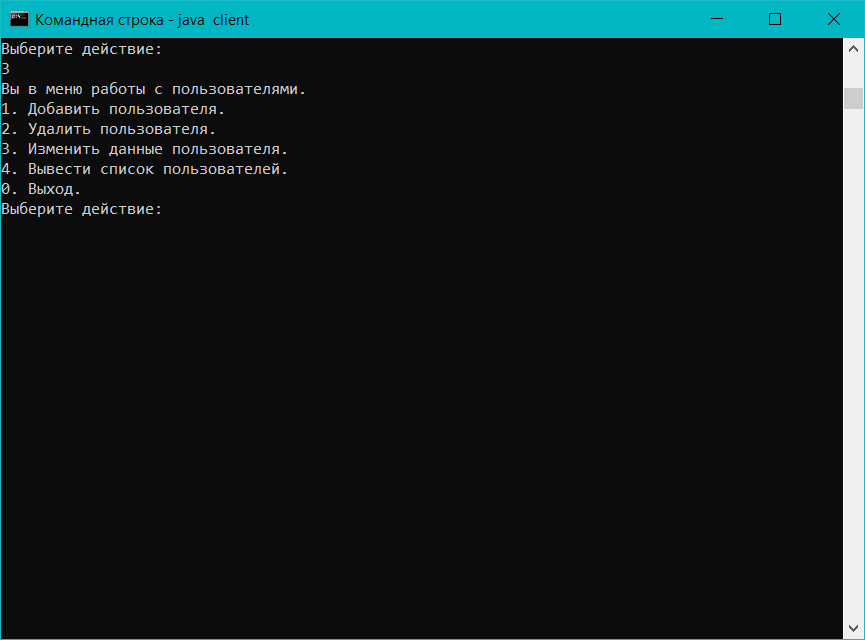 Командная строка - java  client
Выберите действие:
3
Вы в меню работы с пользователями.
1. Добавить пользователя.
2. Удалить пользователя.
3. Изменить данные пользователя.
4. Вывести список пользователей.
0. Выход.
Выберите действие: